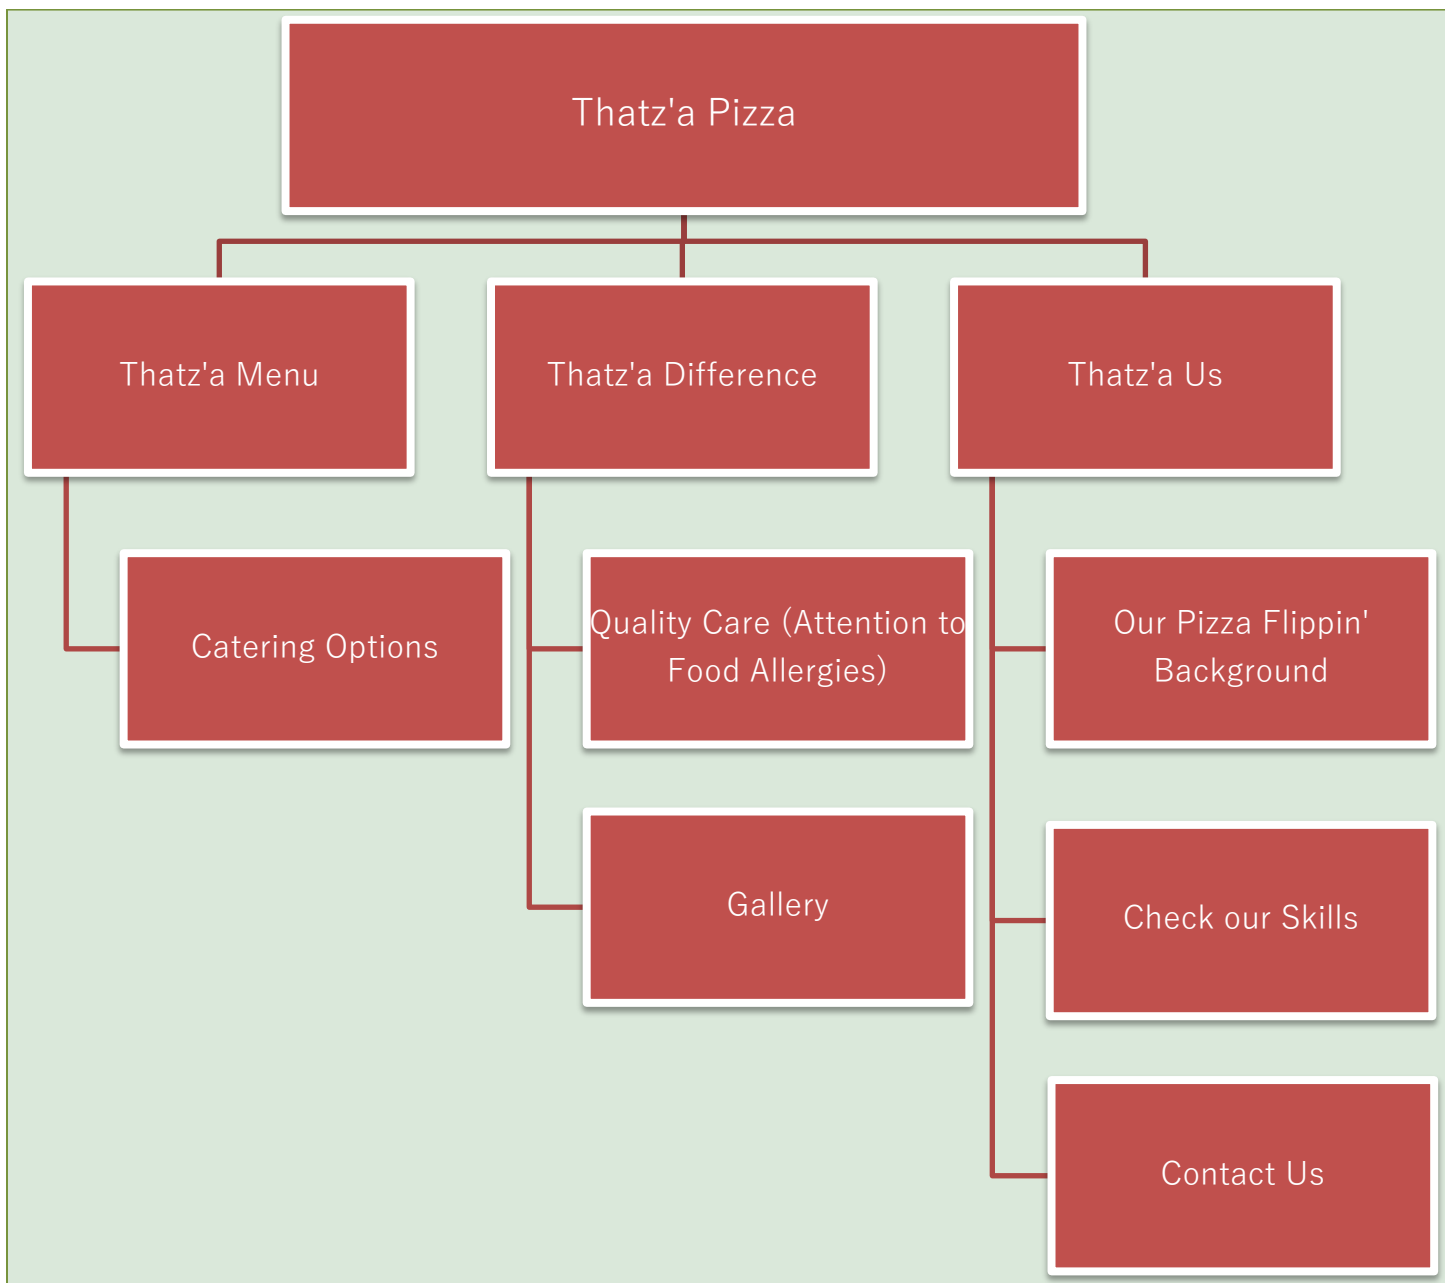 Thatz'a Pizza
Thatz'a Menu
Thatz'a Difference
Thatz'a Us
Catering Options
Quality Care (Attention to
Food Allergies)
Our Pizza Flippin'
Background
Gallery
Check our Skills
Contact Us